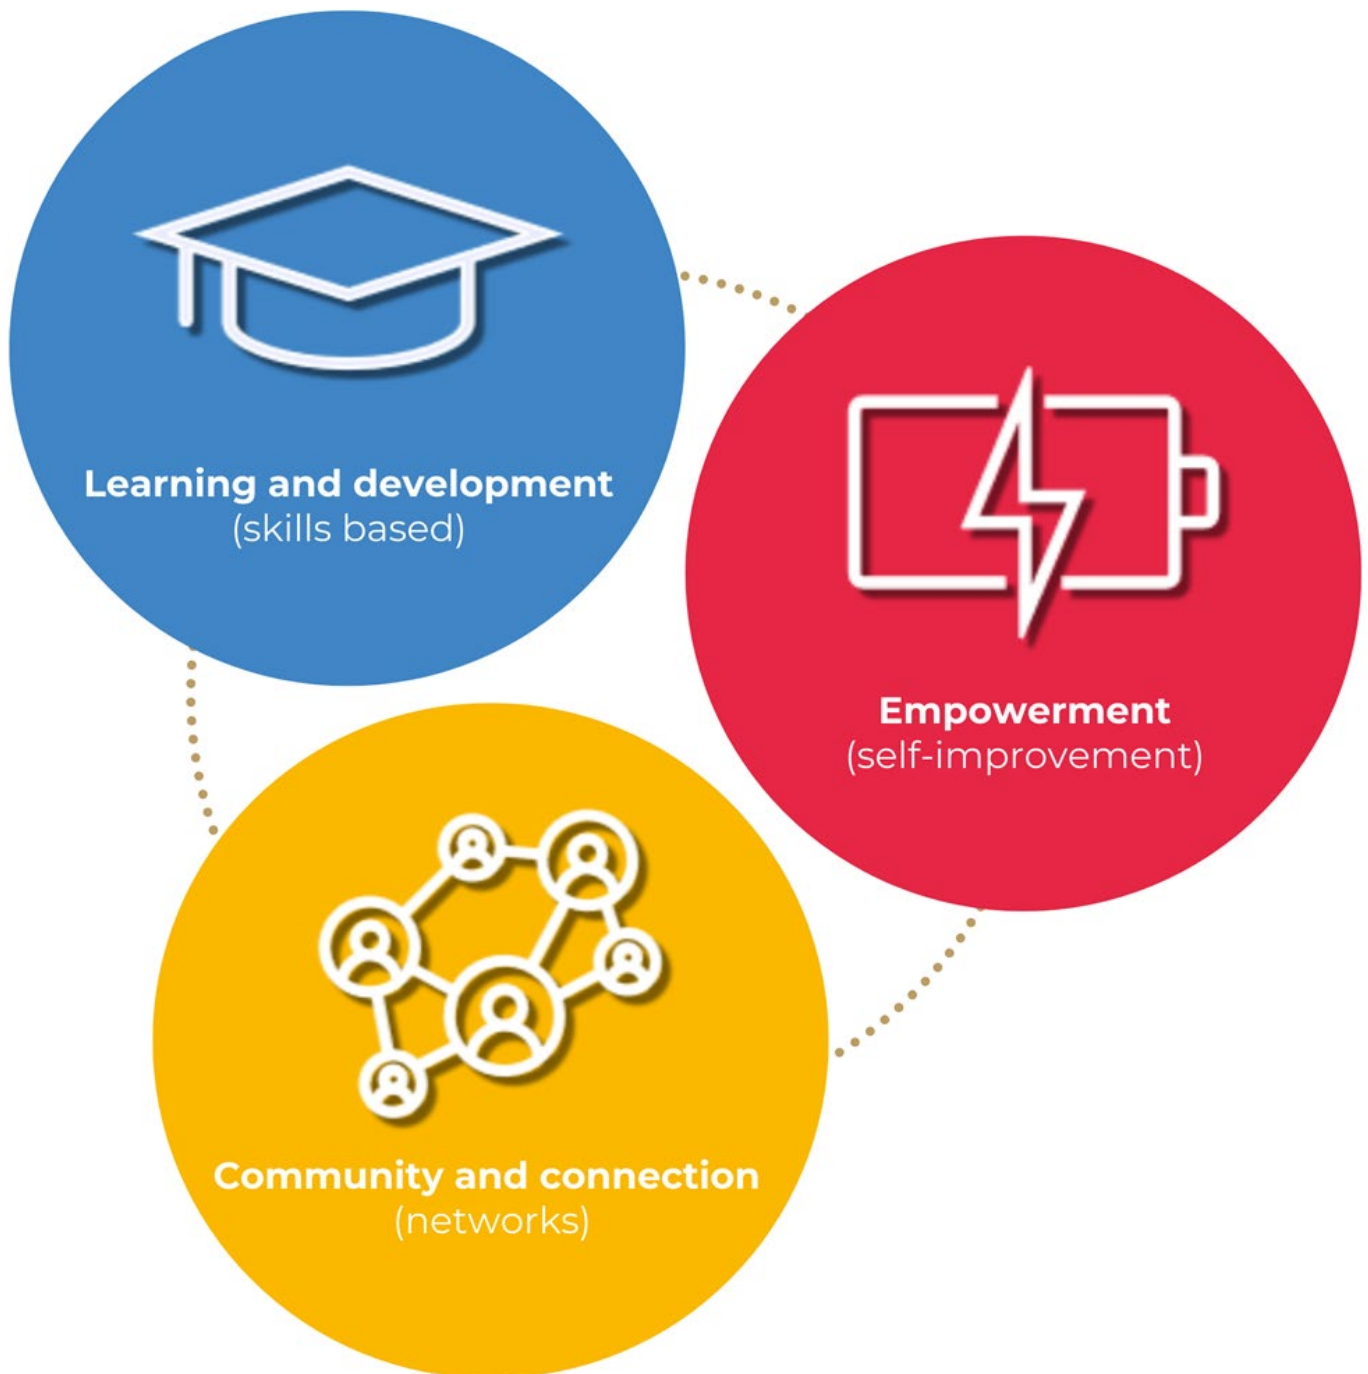 Learning and development
(skills based)
Empowerment
(self-improvement)
Community and connection
(networks)